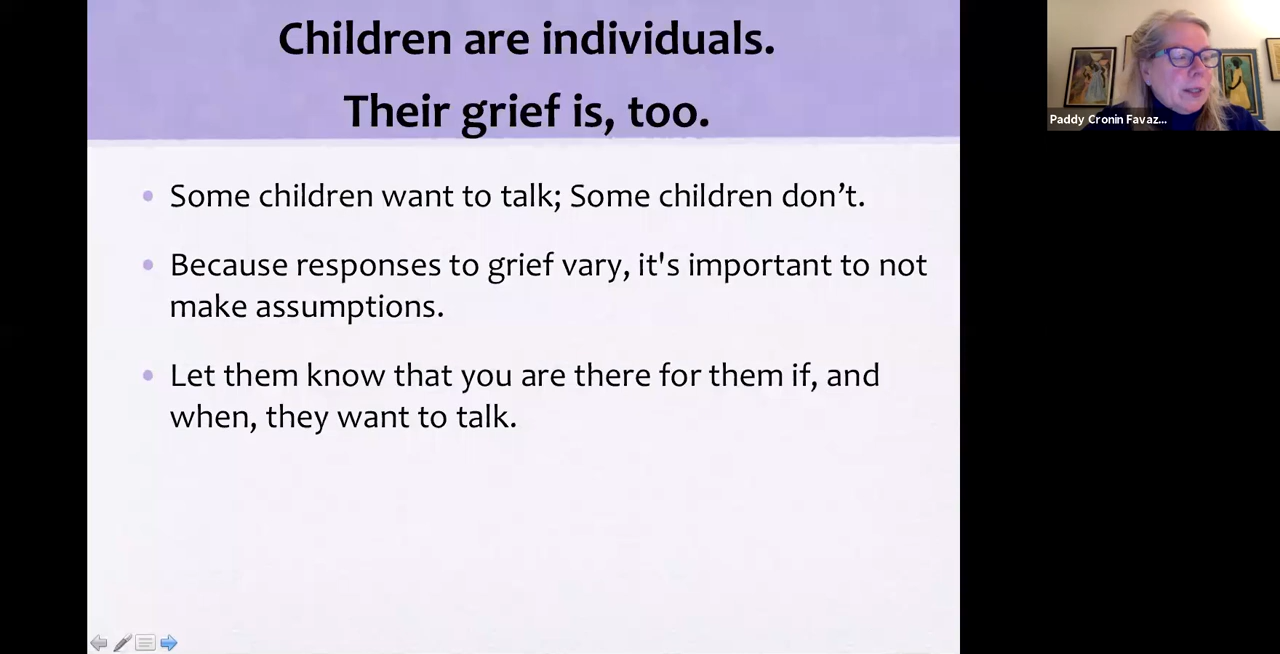 Children are individuals.
Their grief is, too.
• Some children want to talk; Some children don’t.
• Because responses to grief vary, it's important to not
make assumptions.
• Let them know that you are there for them if, and
when, they want to talk.
Paddy Cronin Favaz...